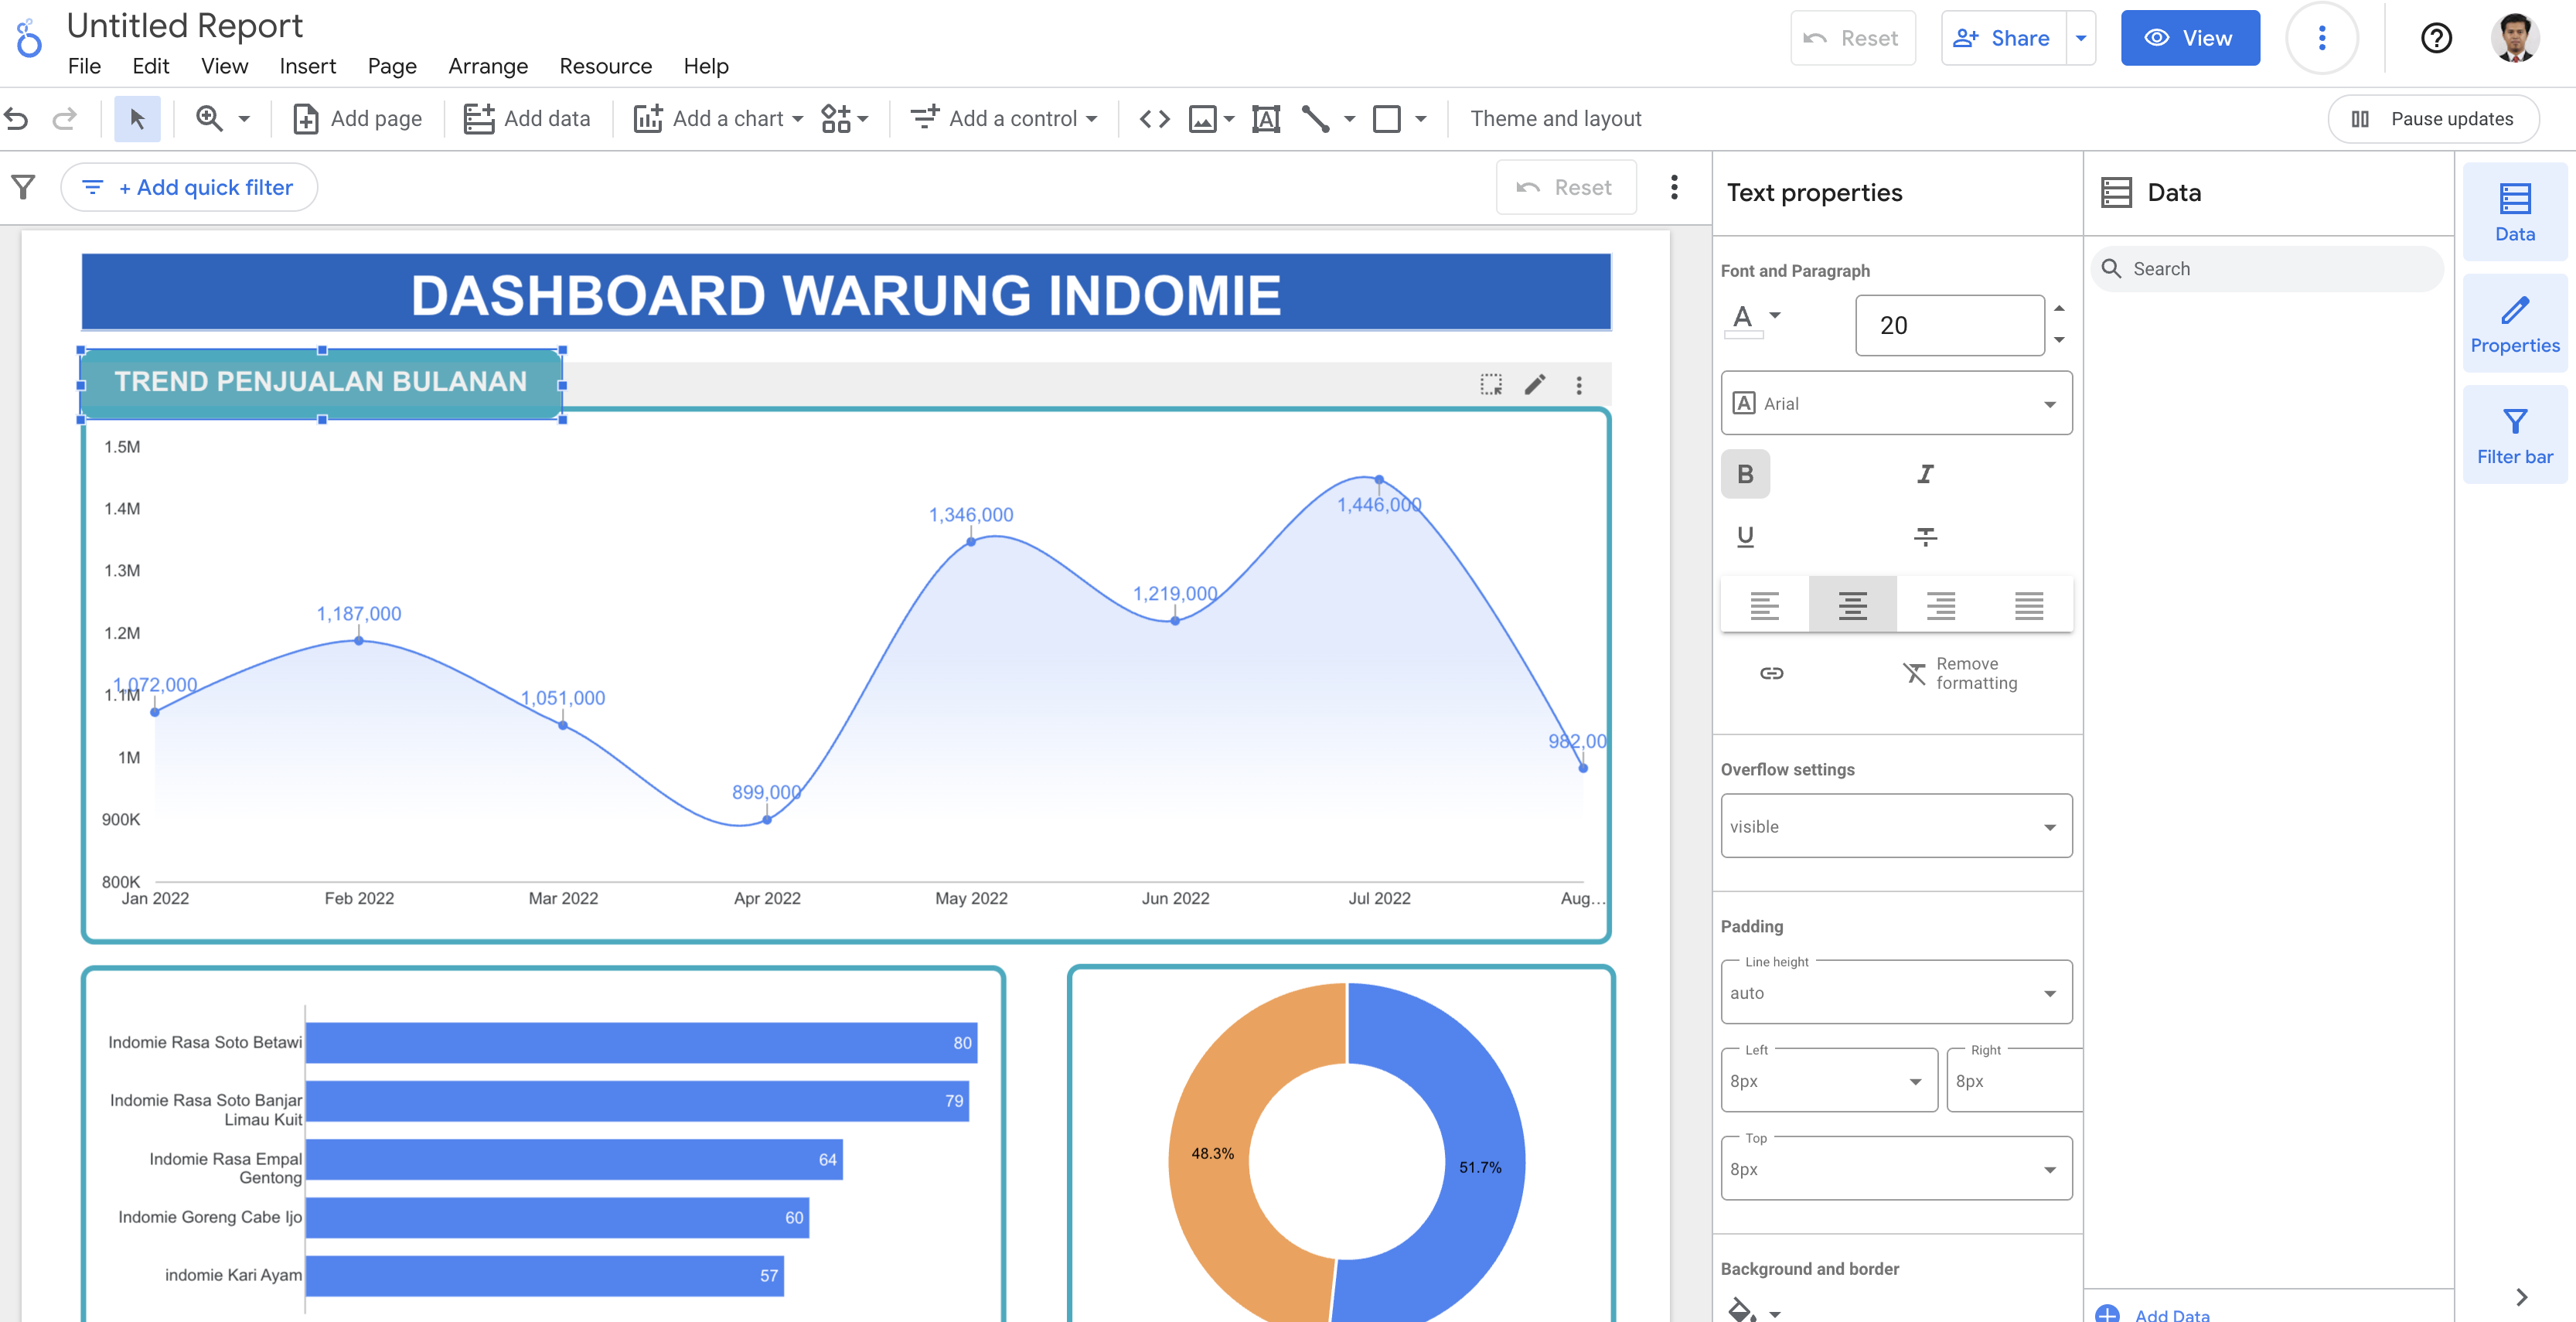 Untitled Report
File Edit View Insert Page Arrange Resource Help
Reset Share View
Add page Add data Add a chart Add a control Theme and layout Pause updates
+ Add quick filter Reset
Text properties
Data
Data
Properties
Filter bar
Search
DASHBOARD WARUNG INDOMIE
TREND PENJUALAN BULANAN
1.5M
1.4M
1.3M
1.2M
1.1M
1M
900K
800K
1,072,000
1,187,000
1,051,000
899,000
1,346,000
1,219,000
1,446,000
982,00
Jan 2022 Feb 2022 Mar 2022 Apr 2022 May 2022 Jun 2022 Jul 2022 Aug...
Indomie Rasa Soto Betawi 80
Indomie Rasa Soto Banjar
Limau Kuit 79
Indomie Rasa Empal
Gentong 64
Indomie Goreng Cabe Ijo 60
indomie Kari Ayam 57
48.3%
51.7%
Font and Paragraph
A 20
A Arial
B I
U
Remove
formatting
Overflow settings
visible
Padding
Line height
auto
Left Right
8px 8px
Top
8px
Background and border
Add Data